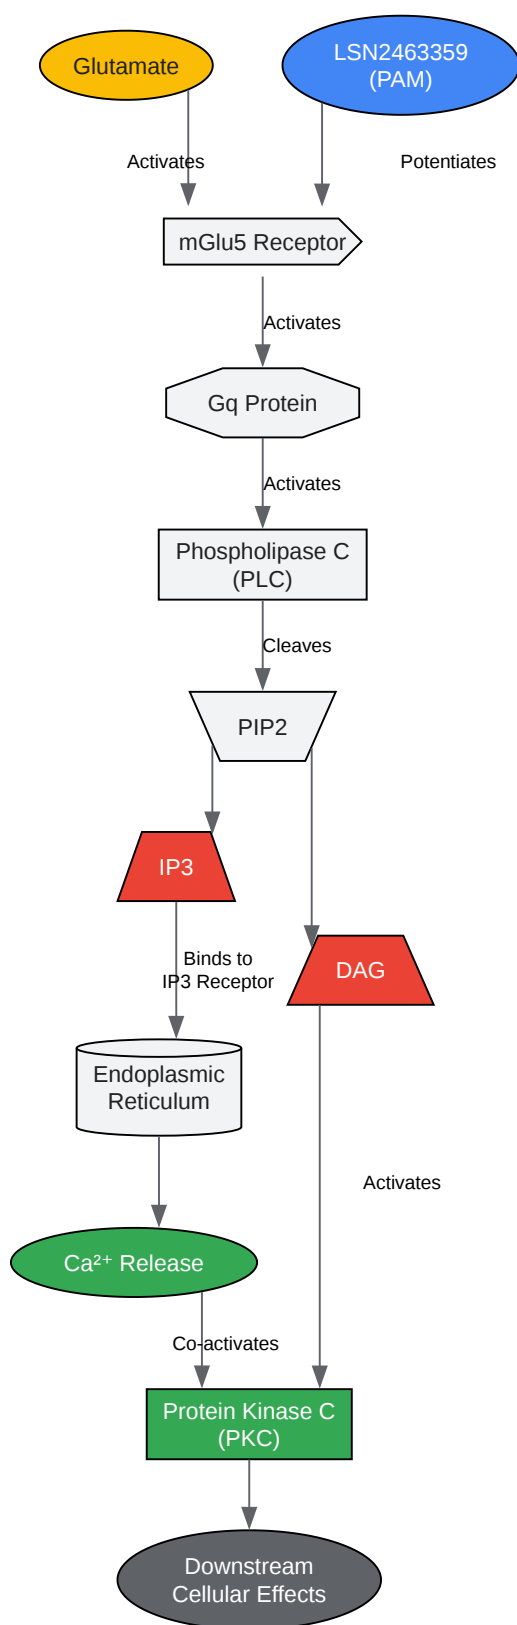 Glutamate
LSN2463359
(PAM)
Activates
Potentiates
mGlu5 Receptor
Activates
Gq Protein
Activates
Phospholipase C
(PLC)
Cleaves
PIP2
IP3
Binds to
IP3 Receptor
DAG
Endoplasmic
Reticulum
Activates
Ca²⁺ Release
Co-activates
Protein Kinase C
(PKC)
Downstream
Cellular Effects